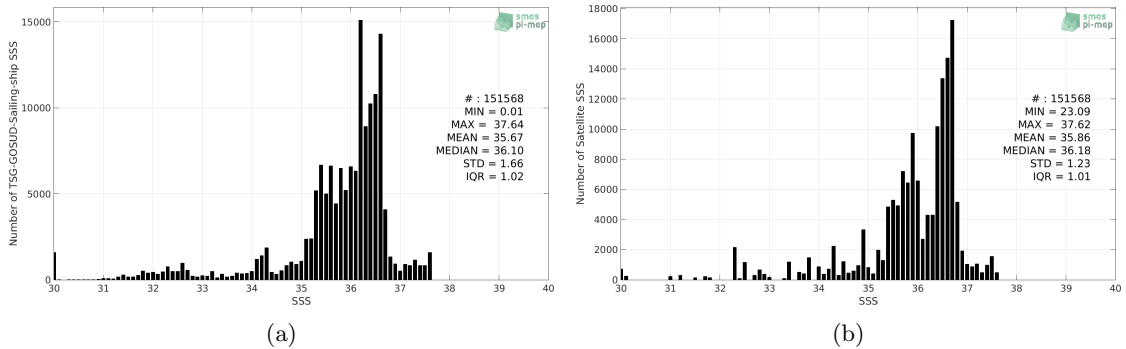 smos
pi-mep
Number of TSG-GOSUD-Sailing-ship SSS
15000
10000
5000
0
# : 151568
MIN = 0.01
MAX = 37.64
MEAN = 35.67
MEDIAN = 36.10
STD = 1.66
IQR = 1.02
30 31 32 33 34 35 36 37 38 39 40
SSS
(a)
smos
pi-mep
Number of Satellite SSS
18000
16000
14000
12000
10000
8000
6000
4000
2000
0
# : 151568
MIN = 23.09
MAX = 37.62
MEAN = 35.86
MEDIAN = 36.18
STD = 1.23
IQR = 1.01
30 31 32 33 34 35 36 37 38 39 40
SSS
(b)